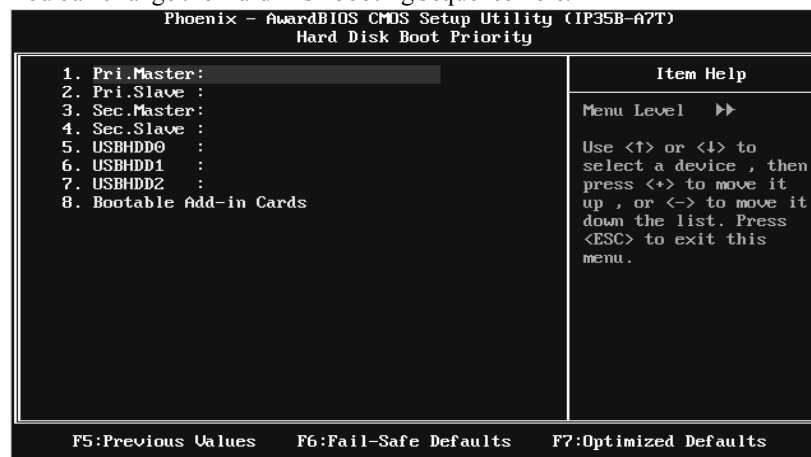 Phoenix - AwardBIOS CMOS Setup Utility (IP35B-A7T)
Hard Disk Boot Priority
1. Pri.Master:
2. Pri.Slave :
3. Sec.Master:
4. Sec.Slave :
5. USBHDD0 :
6. USBHDD1 :
7. USBHDD2 :
8. Bootable Add-in Cards
Item Help
Menu Level ▶▶
Use <↑> or <↓> to
select a device , then
press <+> to move it
up , or <-> to move it
down the list. Press
<ESC> to exit this
menu.
F5:Previous Values F6:Fail-Safe Defaults F7:Optimized Defaults